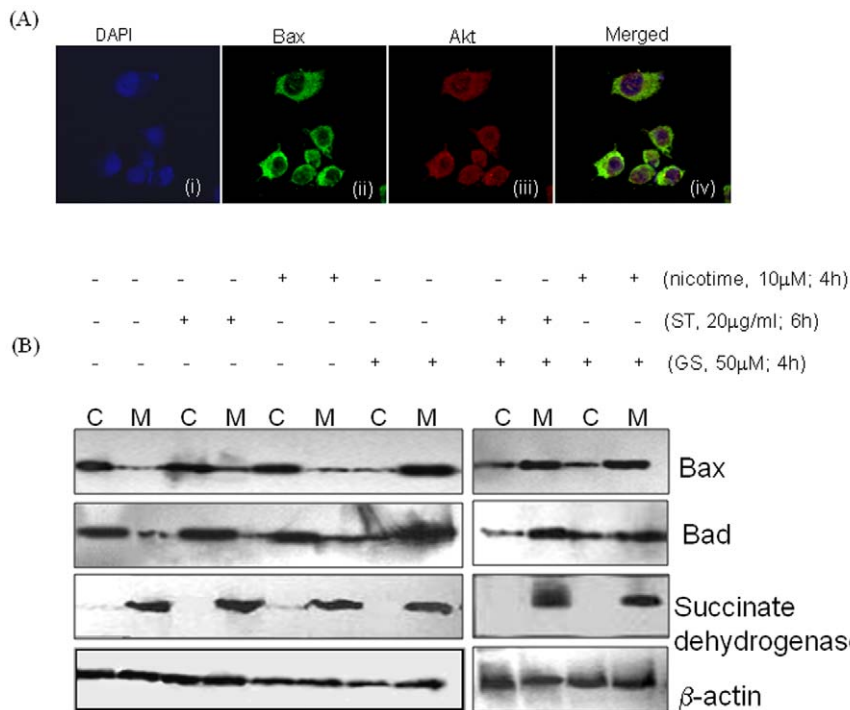 (A)
DAPI Bax Akt Merged
(i) (ii) (iii) (iv)
- - - - + + - - - - + + (nicotime, 10μM; 4h)
- - + + - - - - + + - - (ST, 20μg/ml; 6h)
(B)
- - - - - - + + + + + + (GS, 50μM; 4h)
C M C M C M C M C M C M
Bax
Bad
Succinate
dehydrogenase
β-actin